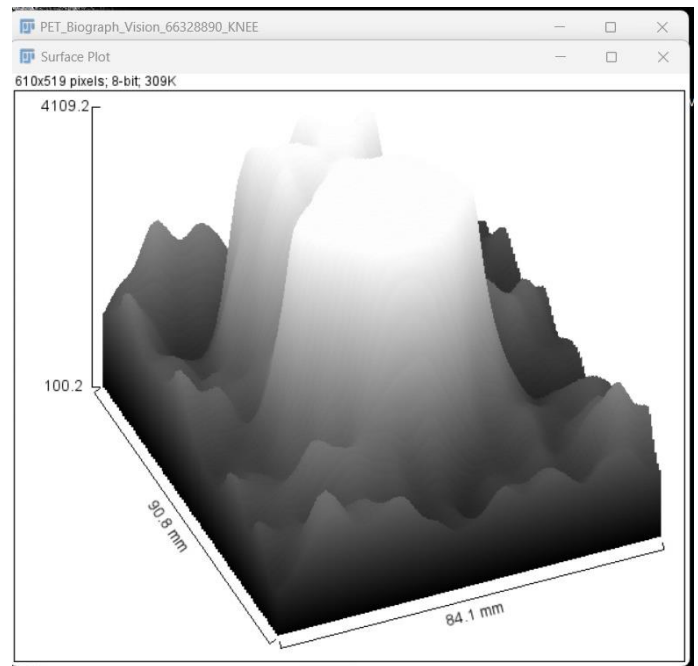 PET_Biograph_Vision_66328890_KNEE
Surface Plot
610x519 pixels; 8-bit; 309K
4109.2
100.2
90.8 mm
84.1 mm